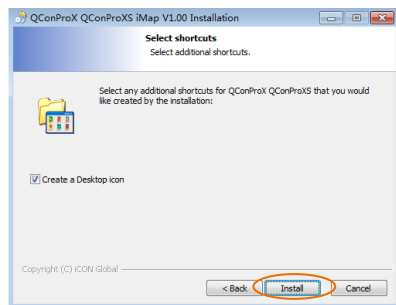 QConProX QConProXS iMap V1.00 Installation
Select shortcuts
Select additional shortcuts.
Select any additional shortcuts for QConProX QConProXS that you would
like created by the installation:
Create a Desktop icon
Copyright (C) iCON Global
< Back
Install
Cancel